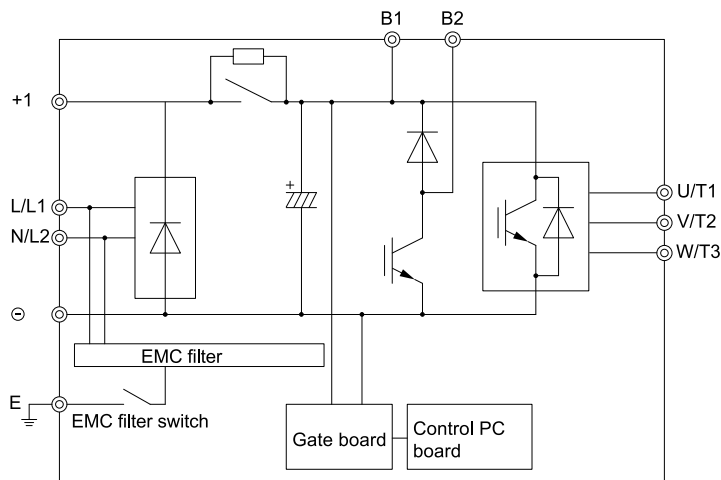 B1 B2
+1
+
L/L1
N/L2
U/T1
V/T2
W/T3
⊖
EMC filter
E
EMC filter switch
Gate board
Control PC
board